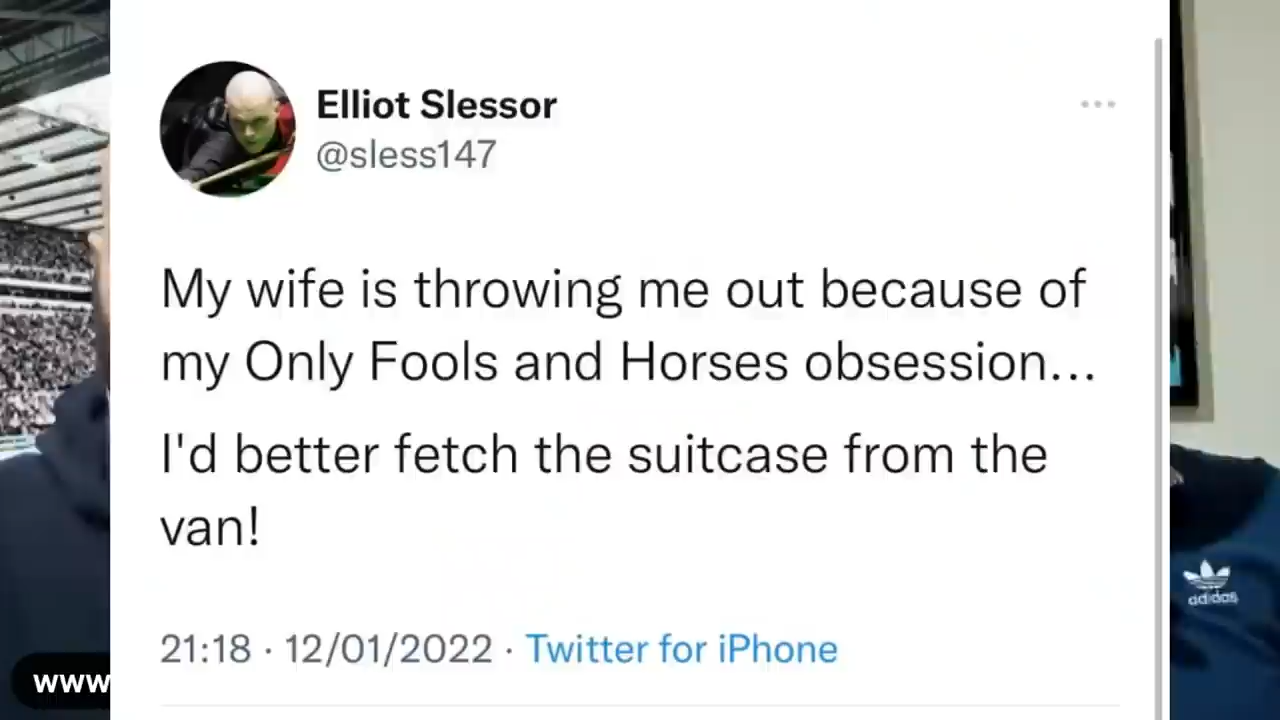 Elliot Slessor
@sless147
My wife is throwing me out because of
my Only Fools and Horses obsession...
I'd better fetch the suitcase from the
van!
21:18 · 12/01/2022 · Twitter for iPhone
www
adidas